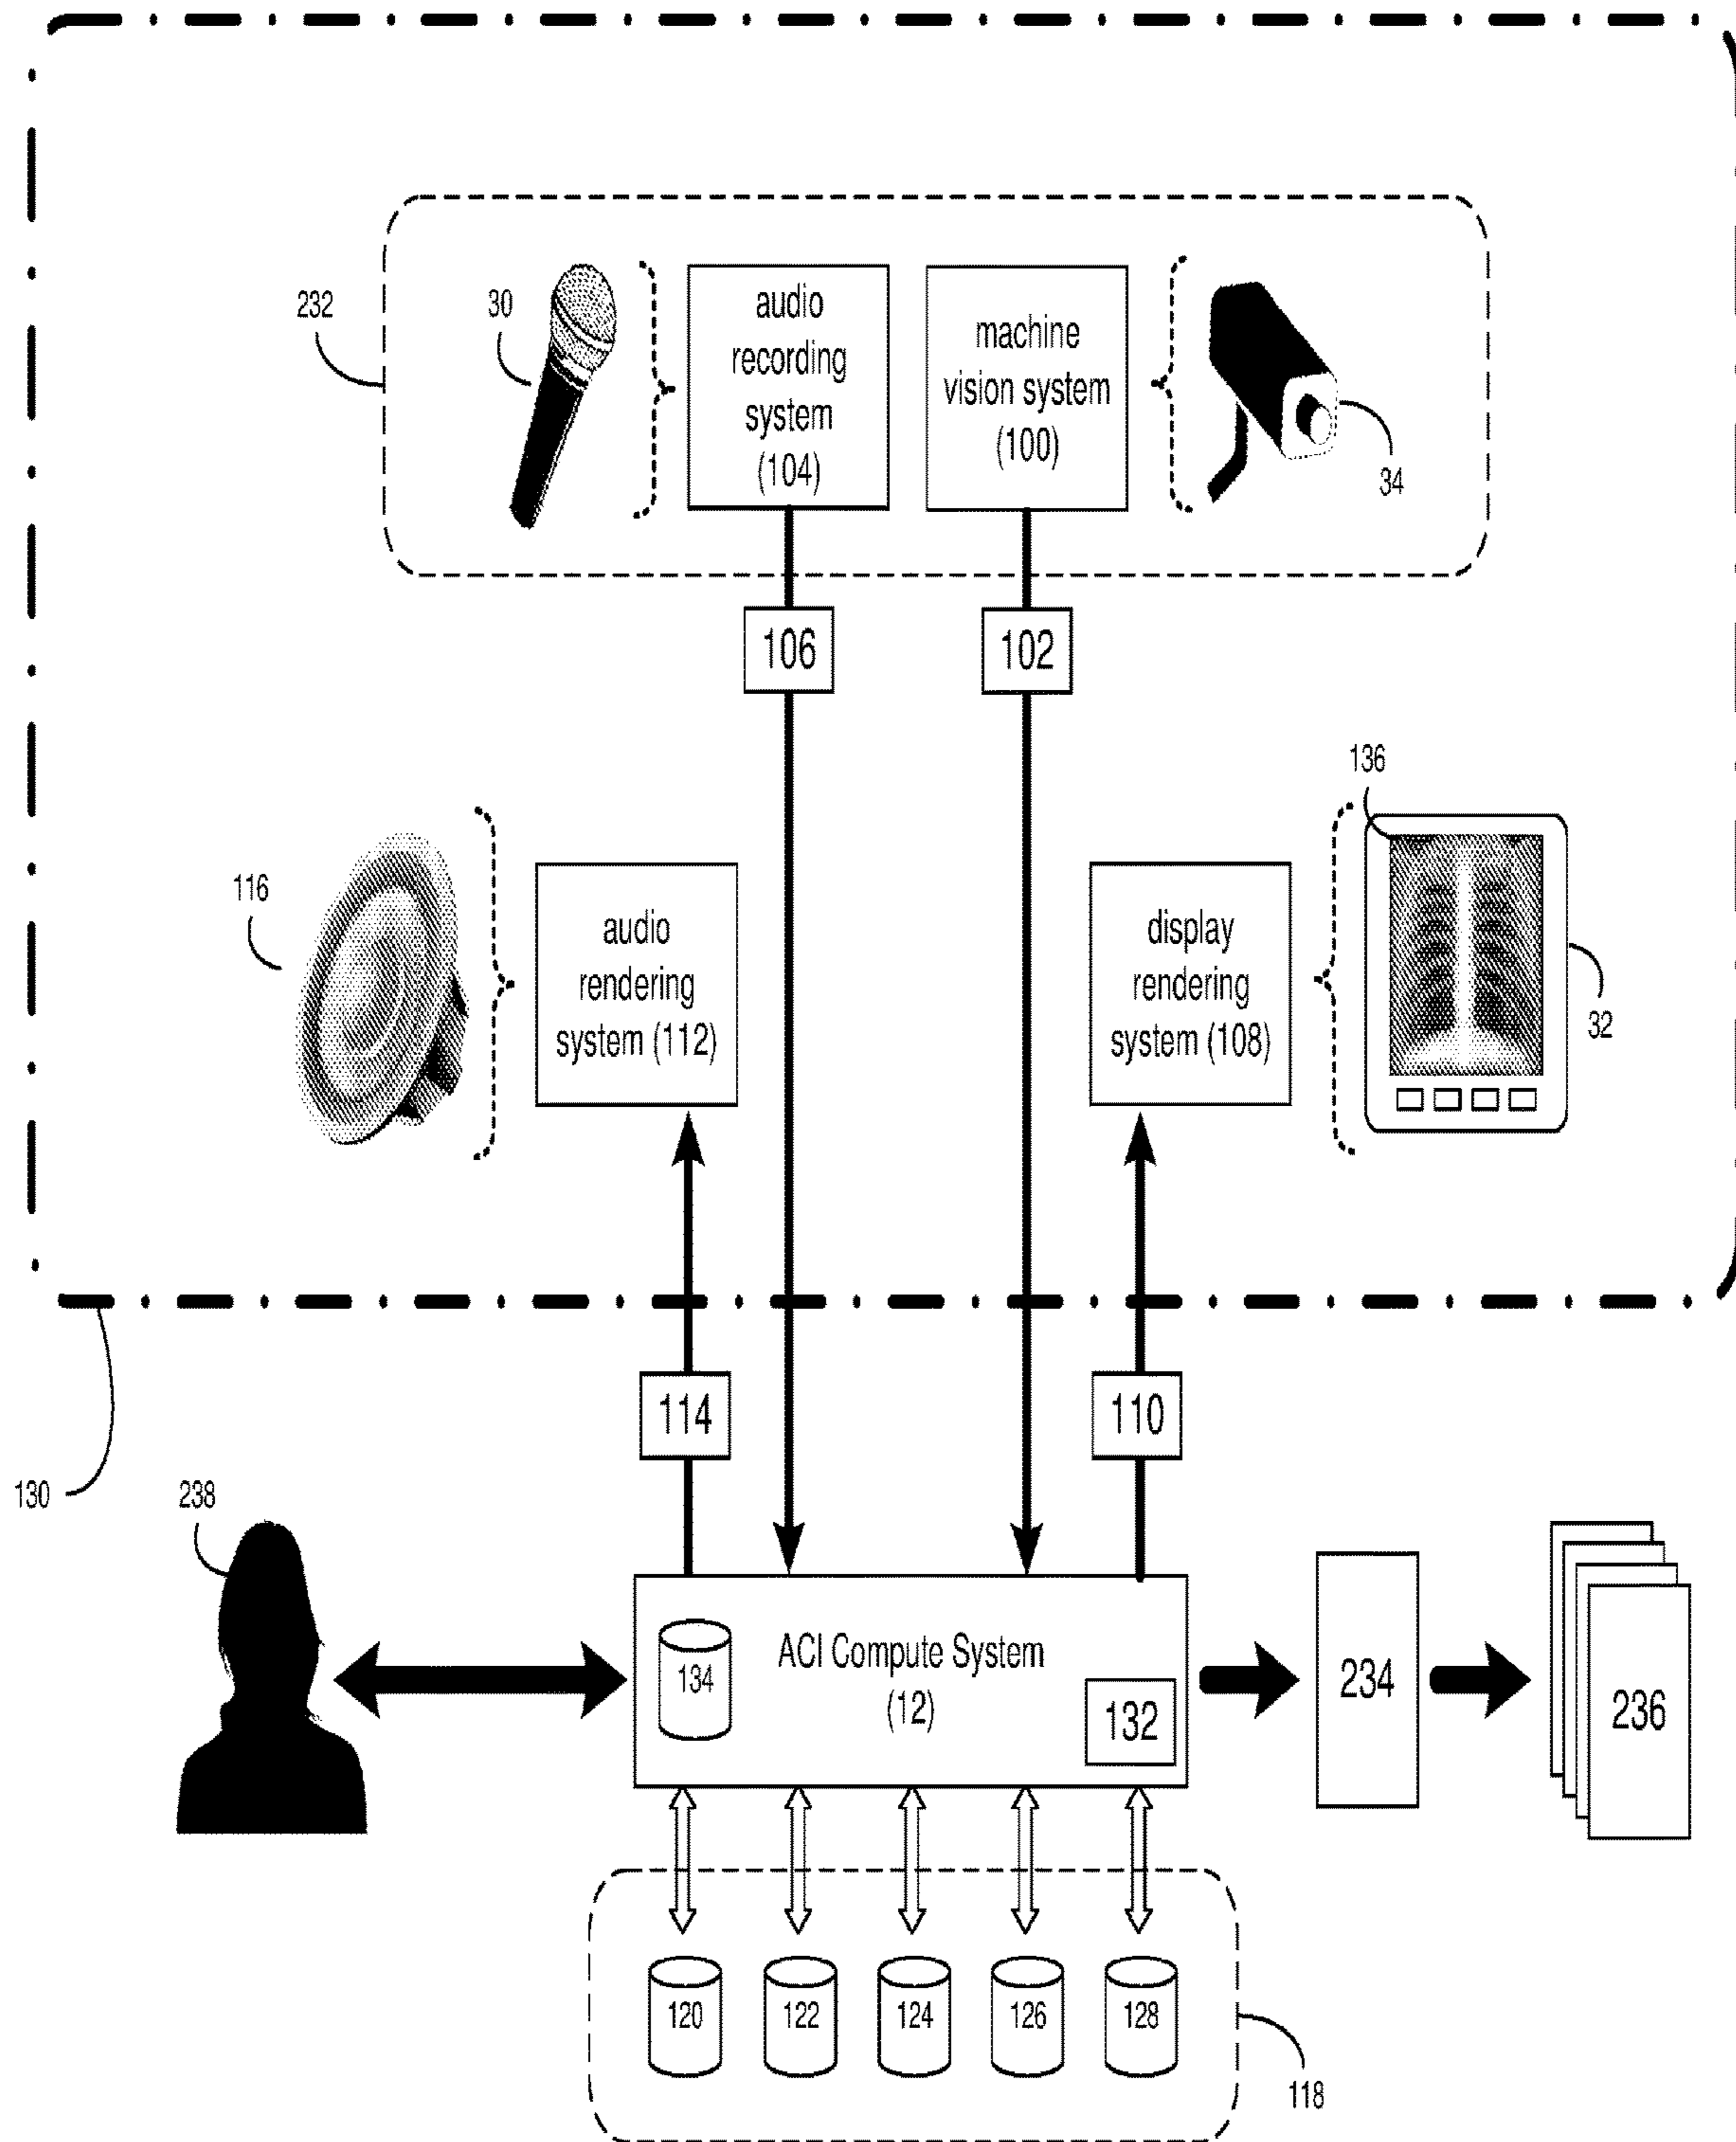 232
30
audio
recording
system
(104)
machine
vision system
(100)
34
106
102
136
116
audio
rendering
system (112)
display
rendering
system (108)
32
114
110
130
238
134
ACI Compute System
(12)
132
234
236
120
122
124
126
128
118